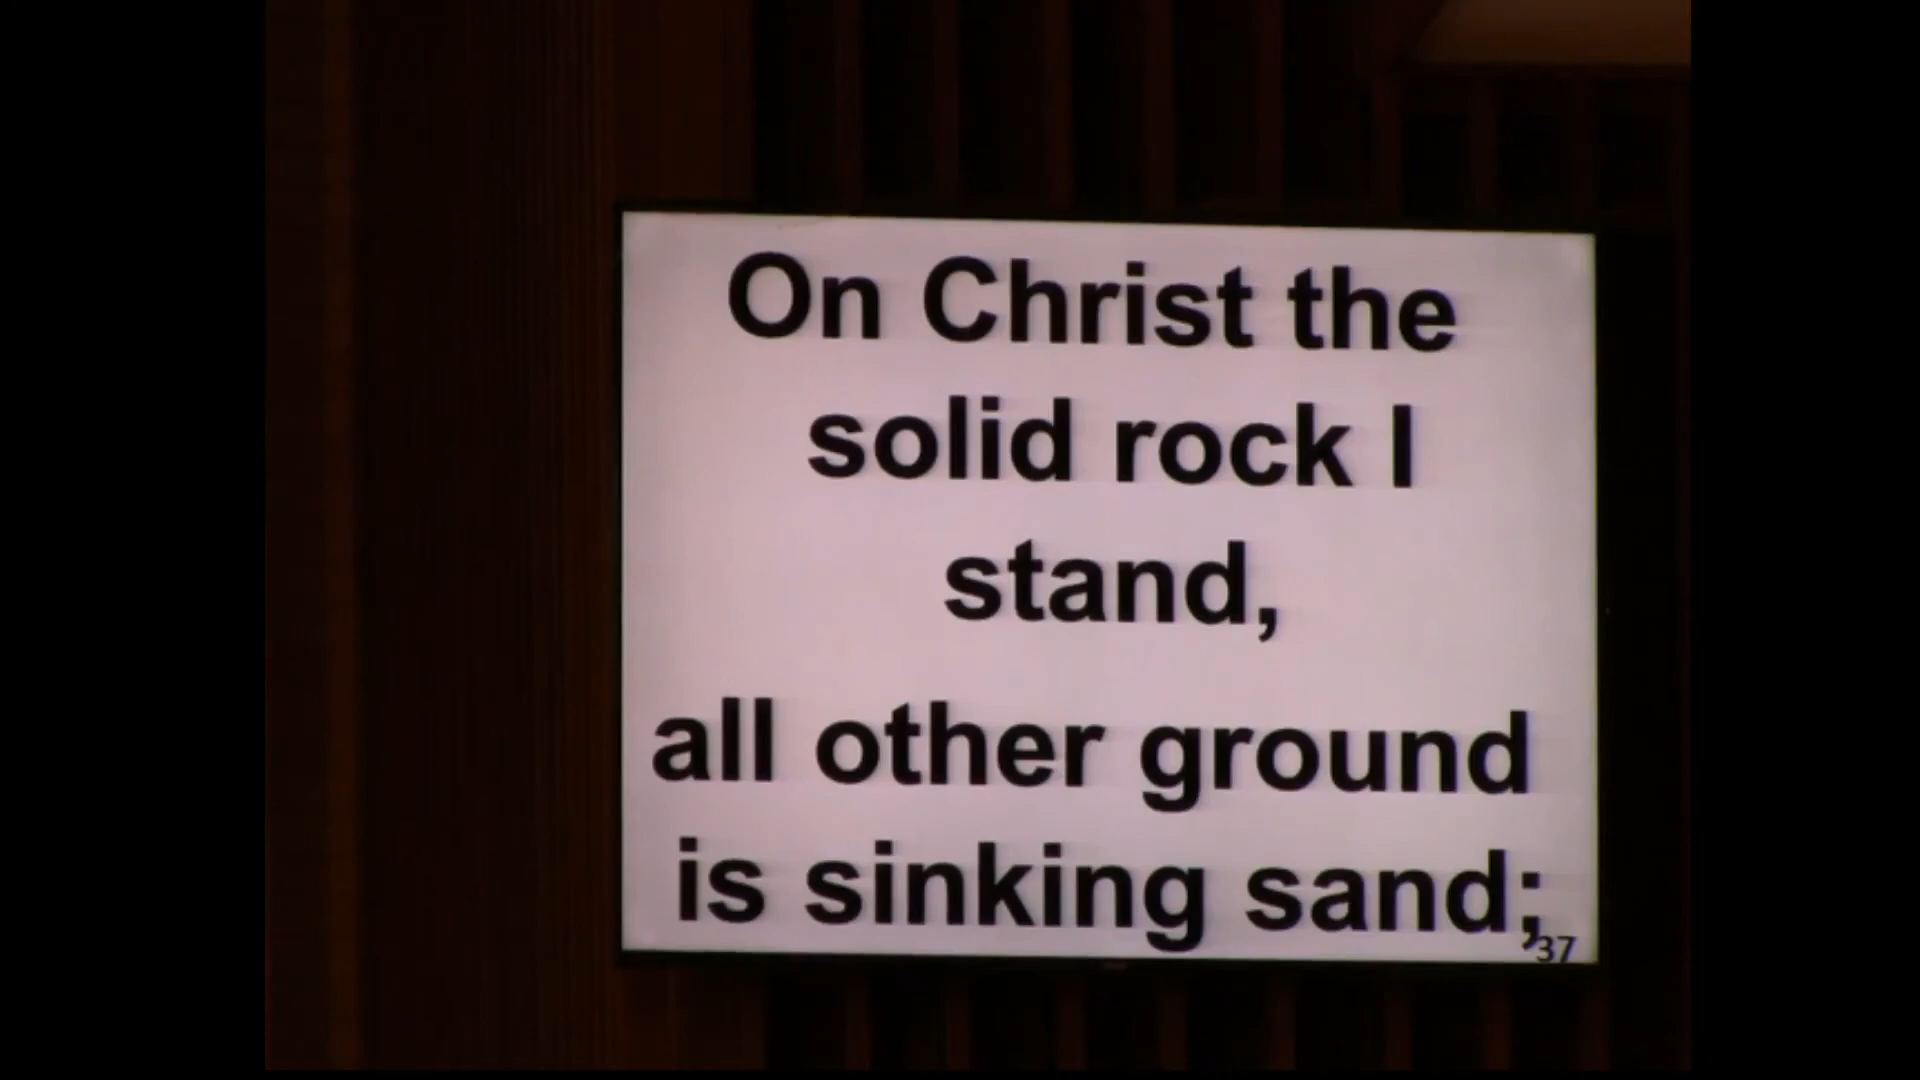 On Christ the
solid rock I
stand,
all other ground
is sinking sand;
37